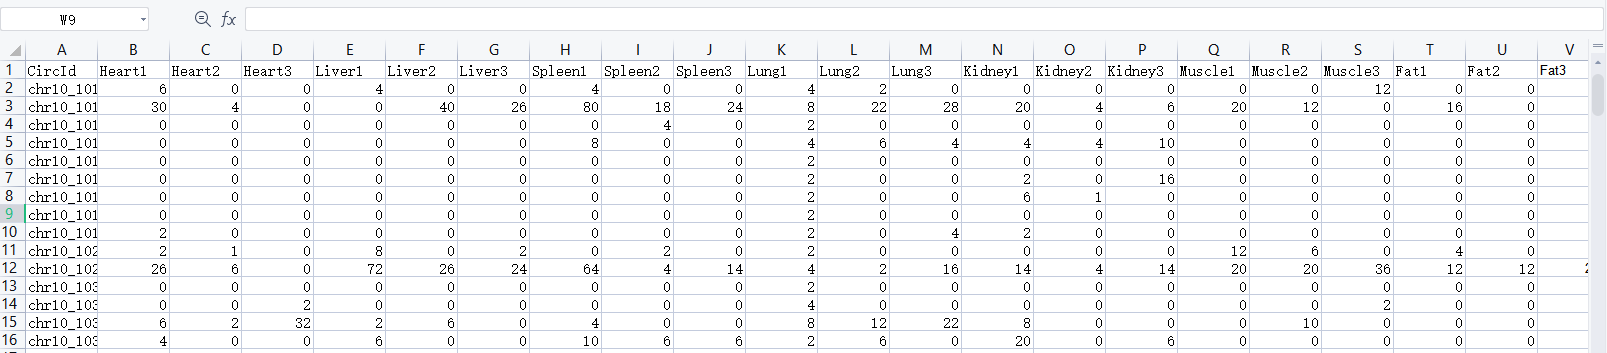 W9 fx
A B C D E F G H I J K L M N O P Q R S T U V
1 CircId Heart1 Heart2 Heart3 Liver1 Liver2 Liver3 Spleen1 Spleen2 Spleen3 Lung1 Lung2 Lung3 Kidney1 Kidney2 Kidney3 Muscle1 Muscle2 Muscle3 Fat1 Fat2 Fat3
2 chr10_101 6 0 0 4 0 0 4 0 0 4 2 0 0 0 0 0 0 12 0 0
3 chr10_101 30 4 0 0 40 26 80 18 24 8 22 28 20 4 6 20 12 0 16 0
4 chr10_101 0 0 0 0 0 0 0 4 0 2 0 0 0 0 0 0 0 0 0 0
5 chr10_101 0 0 0 0 0 0 8 0 0 4 6 4 4 4 10 0 0 0 0 0
6 chr10_101 0 0 0 0 0 0 0 0 0 2 0 0 0 0 0 0 0 0 0 0
7 chr10_101 0 0 0 0 0 0 0 0 0 2 0 0 2 0 16 0 0 0 0 0
8 chr10_101 0 0 0 0 0 0 0 0 0 2 0 0 6 1 0 0 0 0 0 0
9 chr10_101 0 0 0 0 0 0 0 0 0 2 0 0 0 0 0 0 0 0 0 0
10 chr10_101 2 0 0 0 0 0 0 0 0 2 0 4 2 0 0 0 0 0 0 0
11 chr10_102 2 1 0 8 0 2 0 2 0 2 0 0 0 0 0 12 6 0 4 0
12 chr10_102 26 6 0 72 26 24 64 4 14 4 2 16 14 4 14 20 20 36 12 12
13 chr10_103 0 0 0 0 0 0 0 0 0 2 0 0 0 0 0 0 0 0 0 0
14 chr10_103 0 0 2 0 0 0 0 0 0 4 0 0 0 0 0 0 0 2 0 0
15 chr10_103 6 2 32 2 6 0 4 0 0 8 12 22 8 0 0 0 10 0 0 0
16 chr10_103 4 0 0 6 0 0 10 6 6 2 6 0 20 0 6 0 0 0 0 0